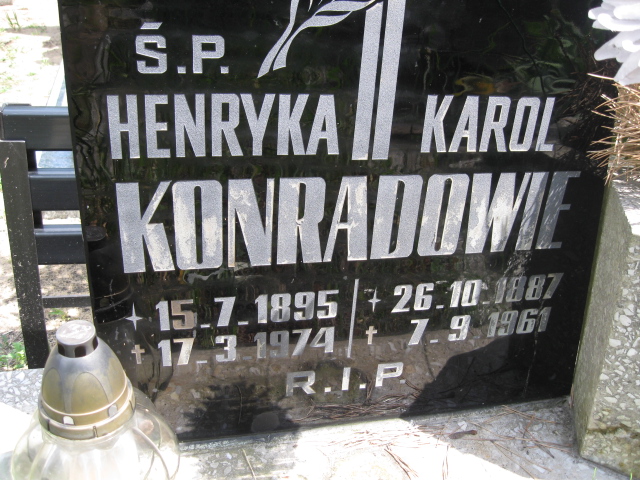 Ś.P.
HENRYKA KAROL
KONRADOWIE
15.7.1895 26.10.1887
17.3.1974 7.9.1961
R.I.P.